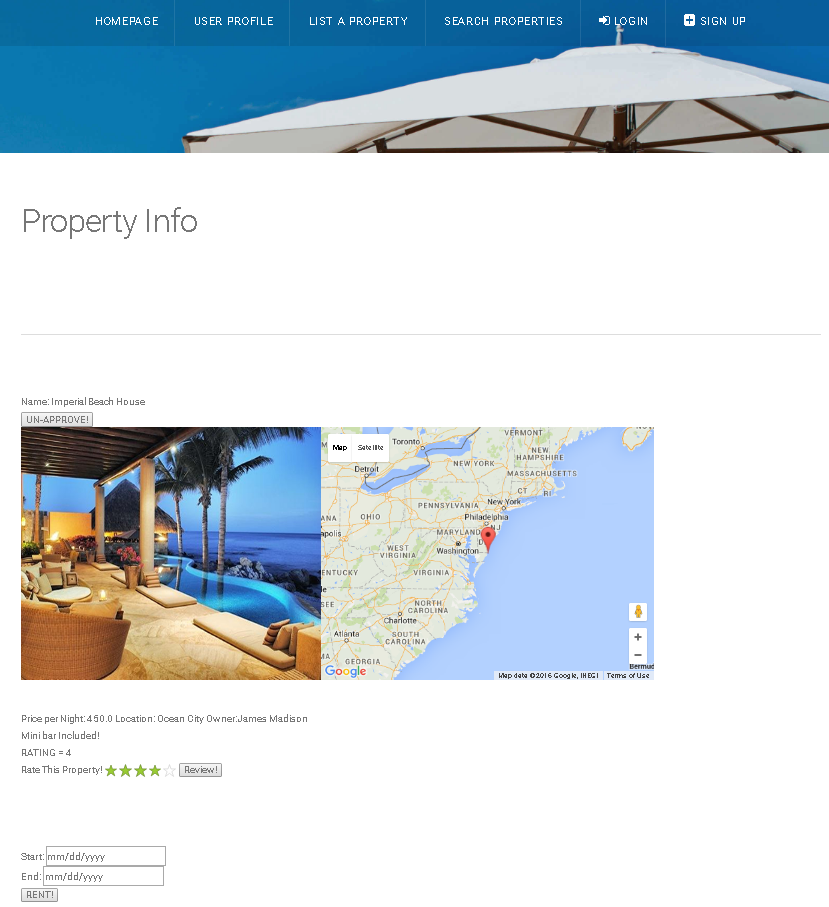 HOMEPAGE USER PROFILE LIST A PROPERTY SEARCH PROPERTIES LOGIN SIGN UP
Property Info
Name: Imperial Beach House
UN-APPROVE!
Map Satellite
Toronto
VERMONT
NEW HAMPSHIRE
Detroit
NEW YORK
MASSACHUSETTS
CT RI
PENNSYLVANIA
New York
OHIO
Philadelphia
NJ
MARYLAND
WEST VIRGINIA
Washington
VIRGINIA
NORTH CAROLINA
Charlotte
Atlanta
SOUTH CAROLINA
GEORGIA
Google
Map data ©2016 Google, INEGI Terms of Use
Price per Night: 450.0 Location: Ocean City Owner:James Madison
Mini bar Included!
RATING = 4
Rate This Property! Review!
Start: mm/dd/yyyy
End: mm/dd/yyyy
RENT!